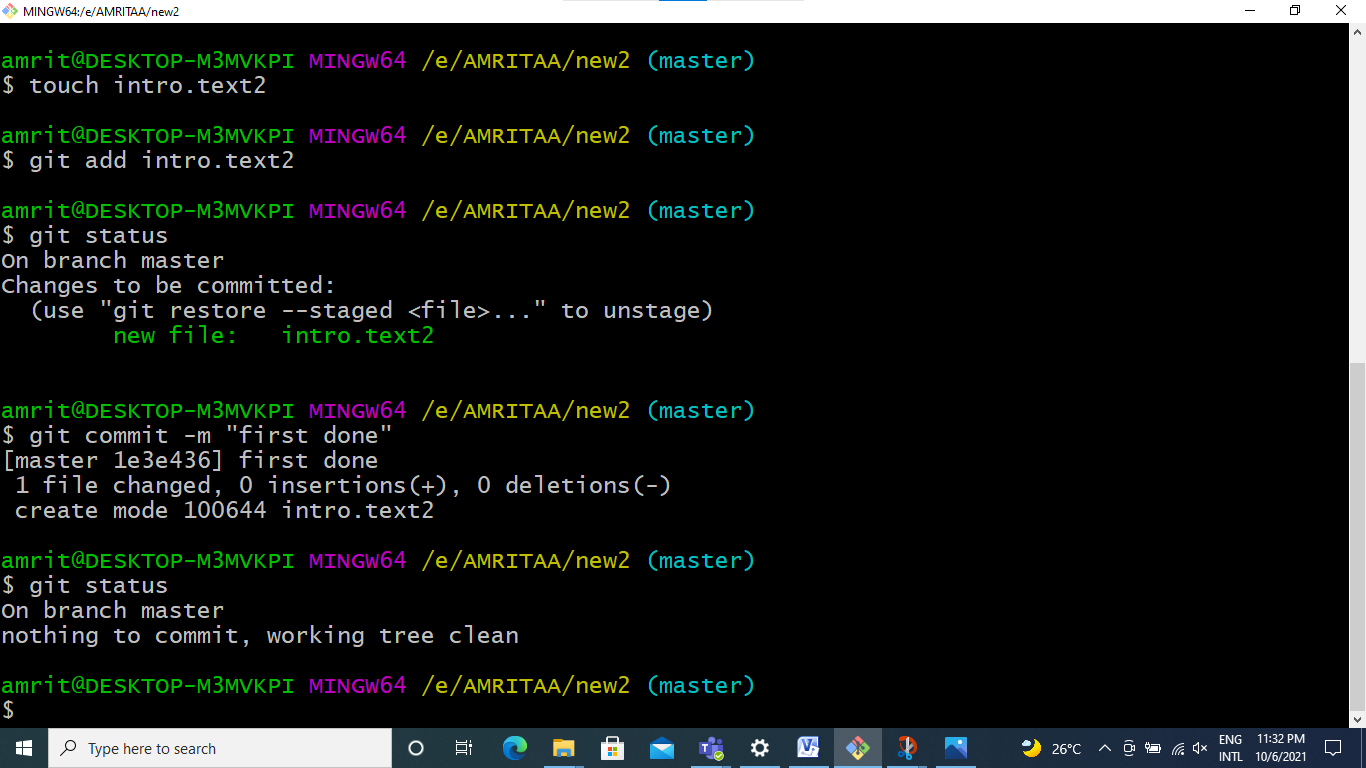 MINGW64:/e/AMRITAA/new2
amrit@DESKTOP-M3MVKPI MINGW64 /e/AMRITAA/new2 (master)
$ touch intro.text2
amrit@DESKTOP-M3MVKPI MINGW64 /e/AMRITAA/new2 (master)
$ git add intro.text2
amrit@DESKTOP-M3MVKPI MINGW64 /e/AMRITAA/new2 (master)
$ git status
On branch master
Changes to be committed:
  (use "git restore --staged <file>..." to unstage)
        new file:   intro.text2
amrit@DESKTOP-M3MVKPI MINGW64 /e/AMRITAA/new2 (master)
$ git commit -m "first done"
[master 1e3e436] first done
 1 file changed, 0 insertions(+), 0 deletions(-)
 create mode 100644 intro.text2
amrit@DESKTOP-M3MVKPI MINGW64 /e/AMRITAA/new2 (master)
$ git status
On branch master
nothing to commit, working tree clean
amrit@DESKTOP-M3MVKPI MINGW64 /e/AMRITAA/new2 (master)
$
Type here to search
26°C
ENG
INTL
11:32 PM
10/6/2021